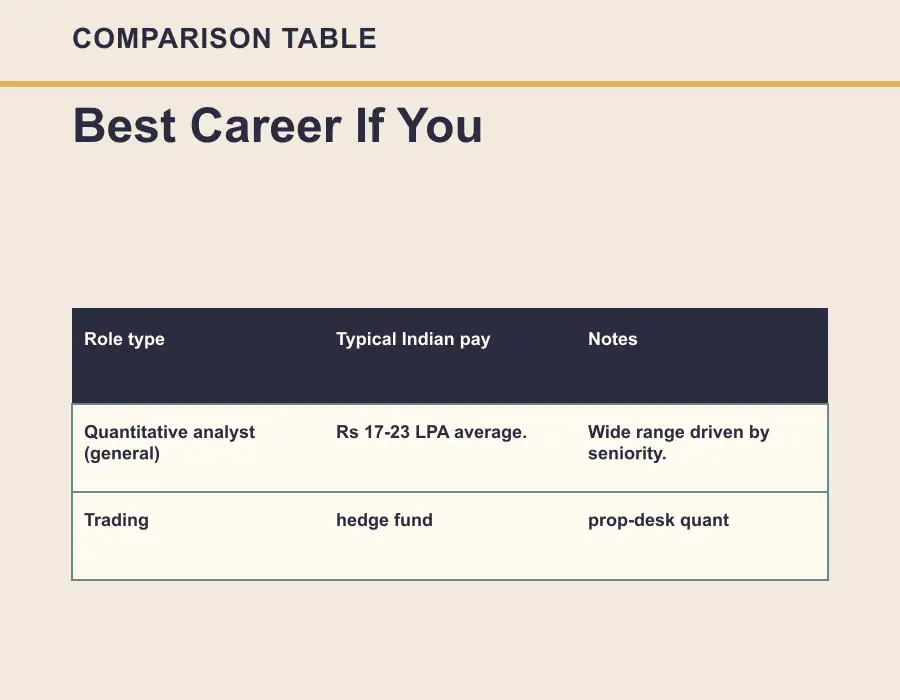 COMPARISON TABLE
Best Career If You
Role type
Typical Indian pay
Notes
Quantitative analyst
(general)
Rs 17-23 LPA average.
Wide range driven by
seniority.
Trading
hedge fund
prop-desk quant